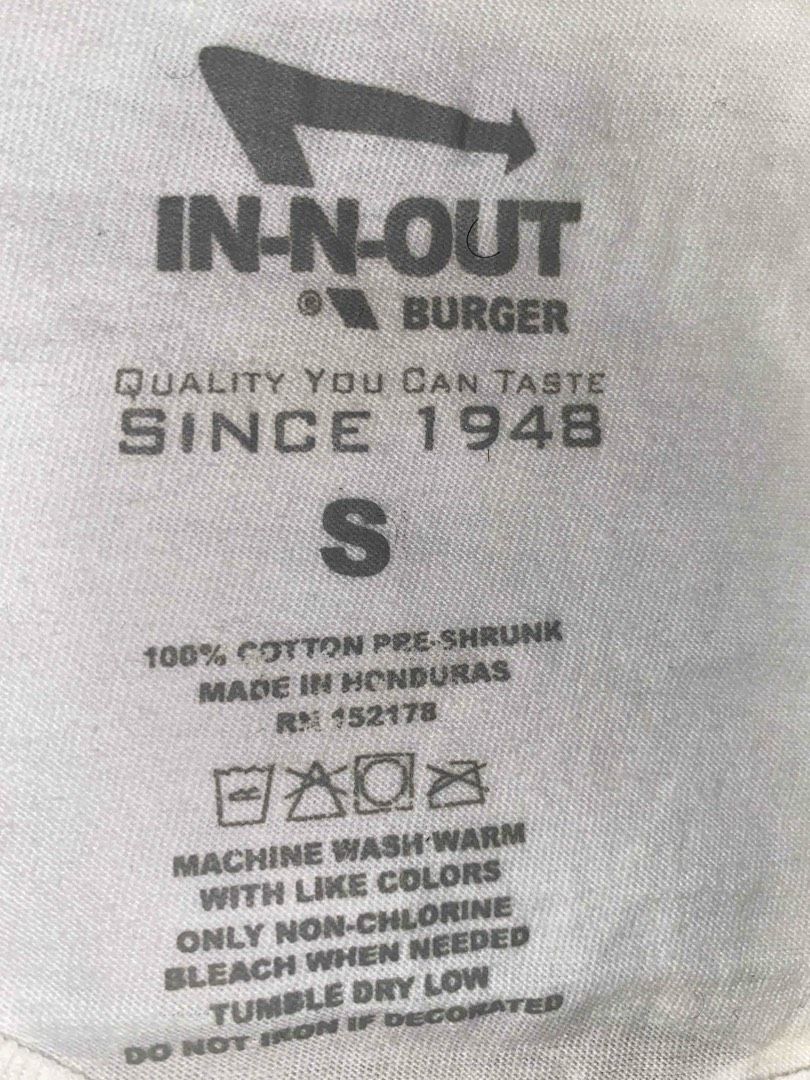 IN-N-OUT
® BURGER
QUALITY YOU CAN TASTE
SINCE 1948
S
100% COTTON PRE-SHRUNK
MADE IN HONDURAS
RN 152178
MACHINE WASH WARM
WITH LIKE COLORS
ONLY NON-CHLORINE
BLEACH WHEN NEEDED
TUMBLE DRY LOW
DO NOT IRON IF DECORATED